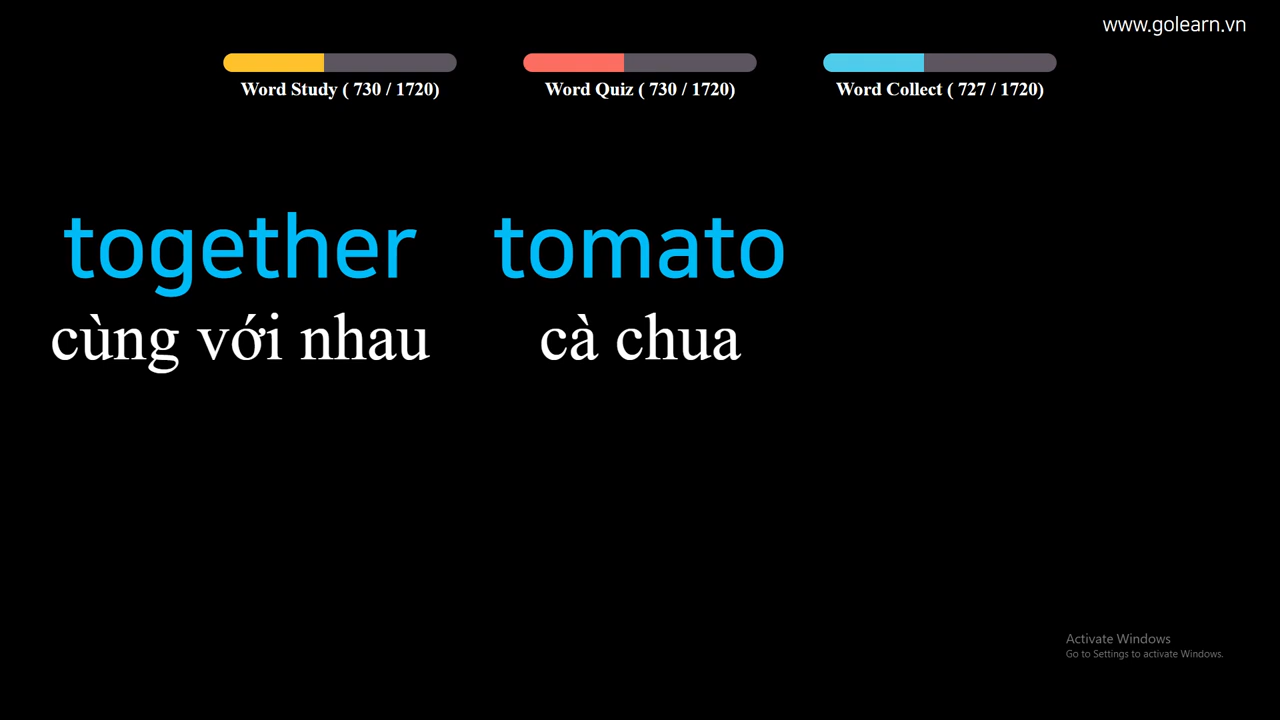 www.golearn.vn
Word Study ( 730 / 1720)
Word Quiz ( 730 / 1720)
Word Collect ( 727 / 1720)
together
tomato
cùng với nhau
cà chua
Activate Windows
Go to Settings to activate Windows.